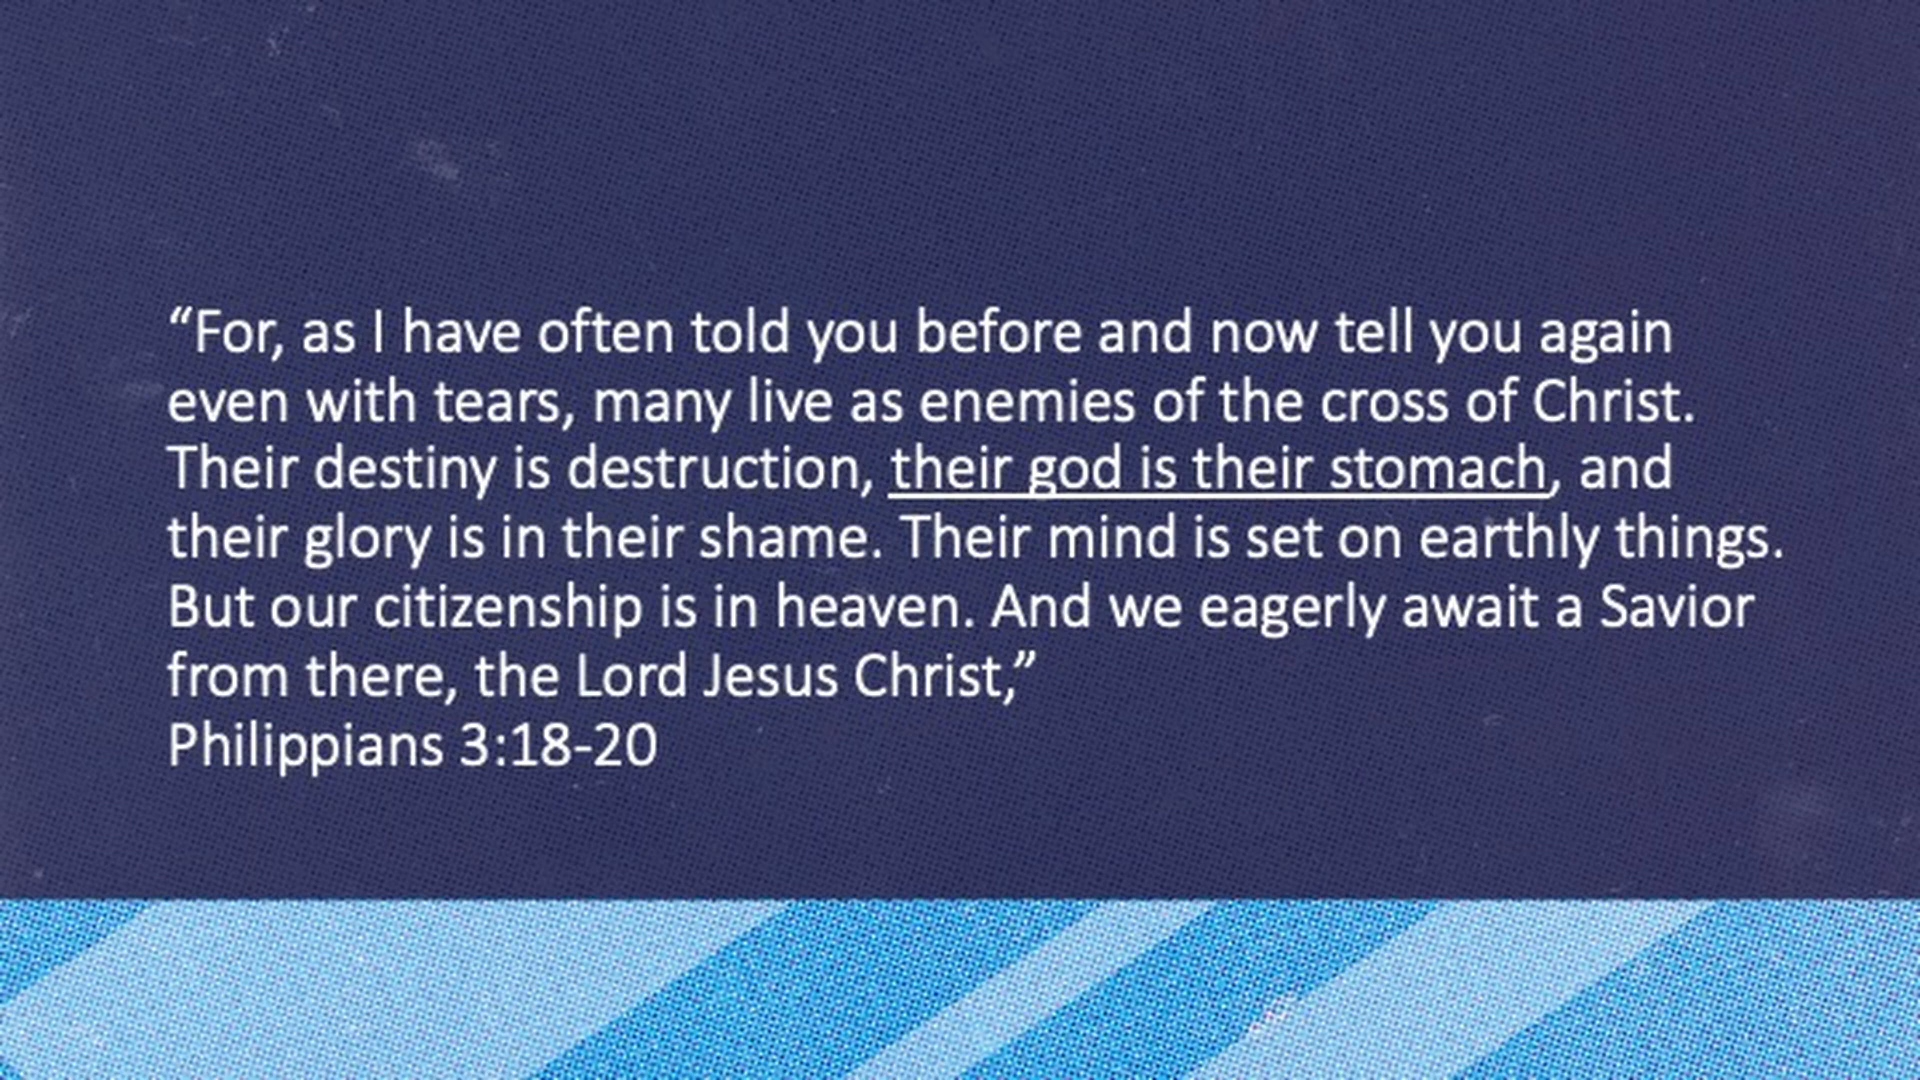 “For, as I have often told you before and now tell you again
even with tears, many live as enemies of the cross of Christ.
Their destiny is destruction, their god is their stomach, and
their glory is in their shame. Their mind is set on earthly things.
But our citizenship is in heaven. And we eagerly await a Savior
from there, the Lord Jesus Christ,”
Philippians 3:18-20